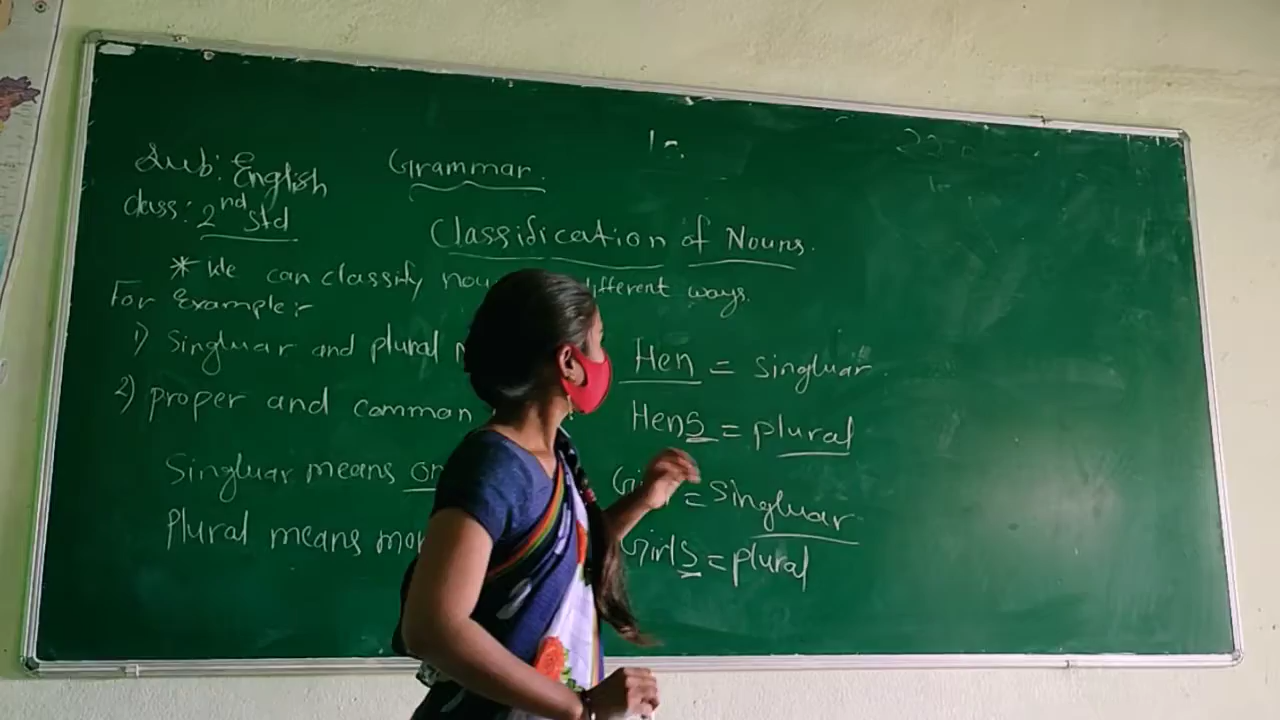 Sub: English
Grammar.
Class: 2nd Std
Classification of Nouns.
* We can classify different ways.
For Example:-
1) Singluar and plural
2) proper and common
Singluar means
Plural means
Hen = singluar.
Hens = plural
= singluar
Girls = plural